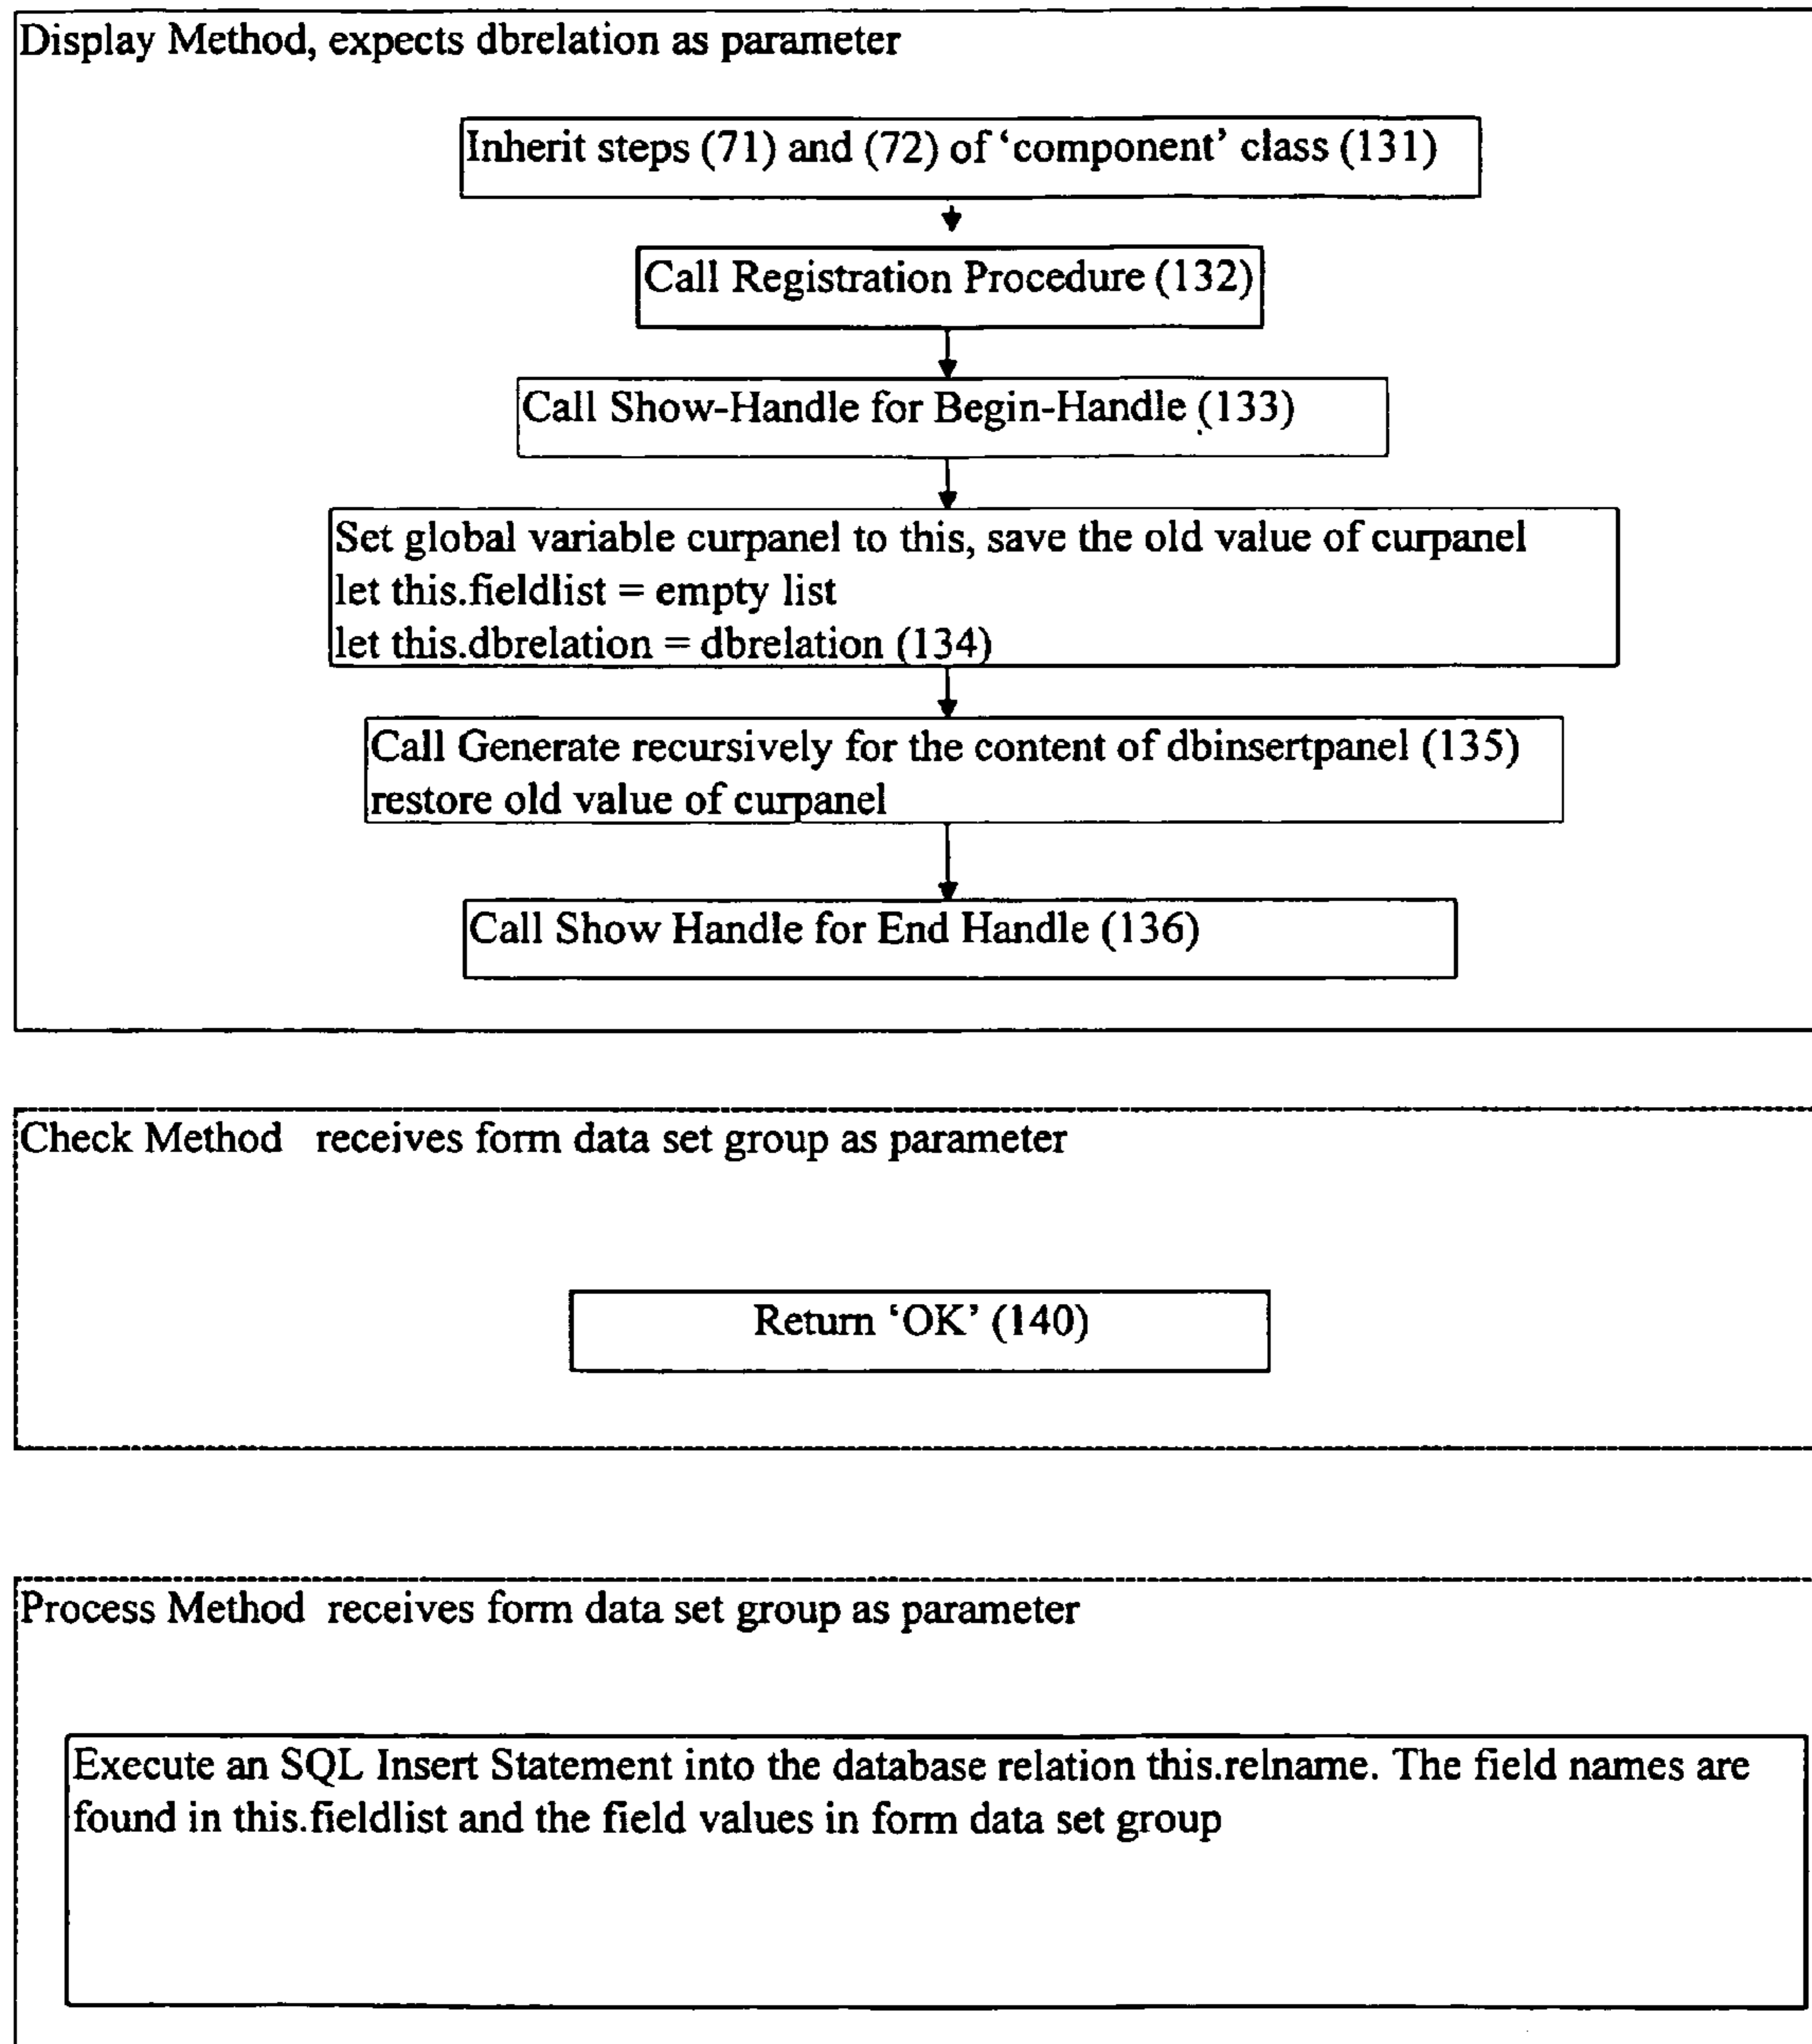 Display Method, expects dbrelation as parameter
Inherit steps (71) and (72) of ‘component’ class (131)
Call Registration Procedure (132)
Call Show-Handle for Begin-Handle (133)
Set global variable curpanel to this, save the old value of curpanel
let this.fieldlist = empty list
let this.dbrelation = dbrelation (134)
Call Generate recursively for the content of dbinsertpanel (135)
restore old value of curpanel
Call Show Handle for End Handle (136)
Check Method receives form data set group as parameter
Return ‘OK’ (140)
Process Method receives form data set group as parameter
Execute an SQL Insert Statement into the database relation this.relname. The field names are
found in this.fieldlist and the field values in form data set group